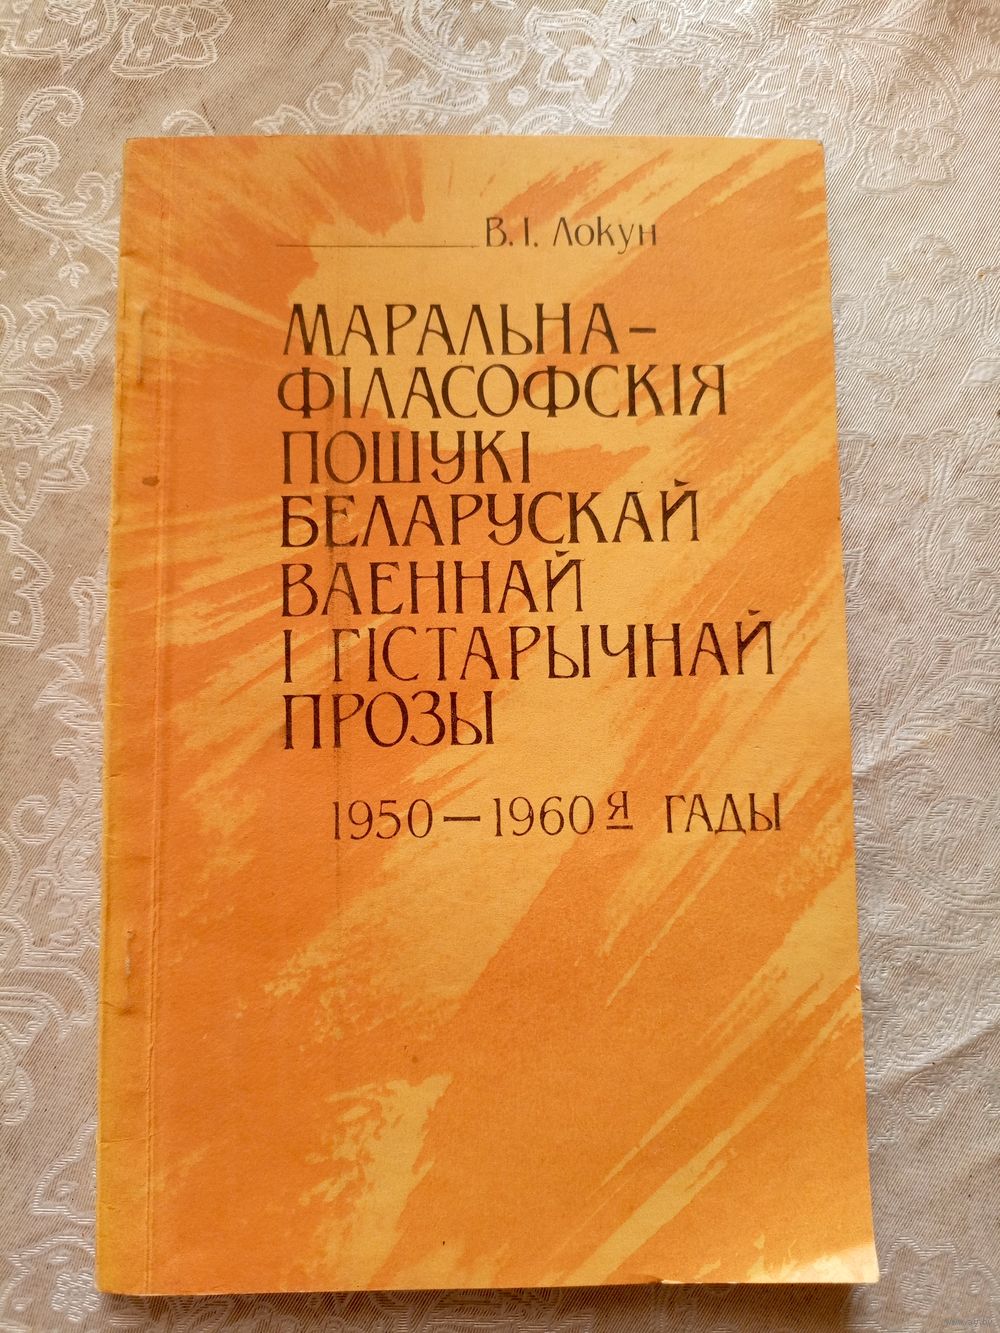 В. І. Локун
МАРАЛЬНА-
ФІЛАСОФСКІЯ
ПОШУКІ
БЕЛАРУСКАЙ
ВАЕННАЙ
І ГІСТАРЫЧНАЙ
ПРОЗЫ
1950—1960я ГАДЫ